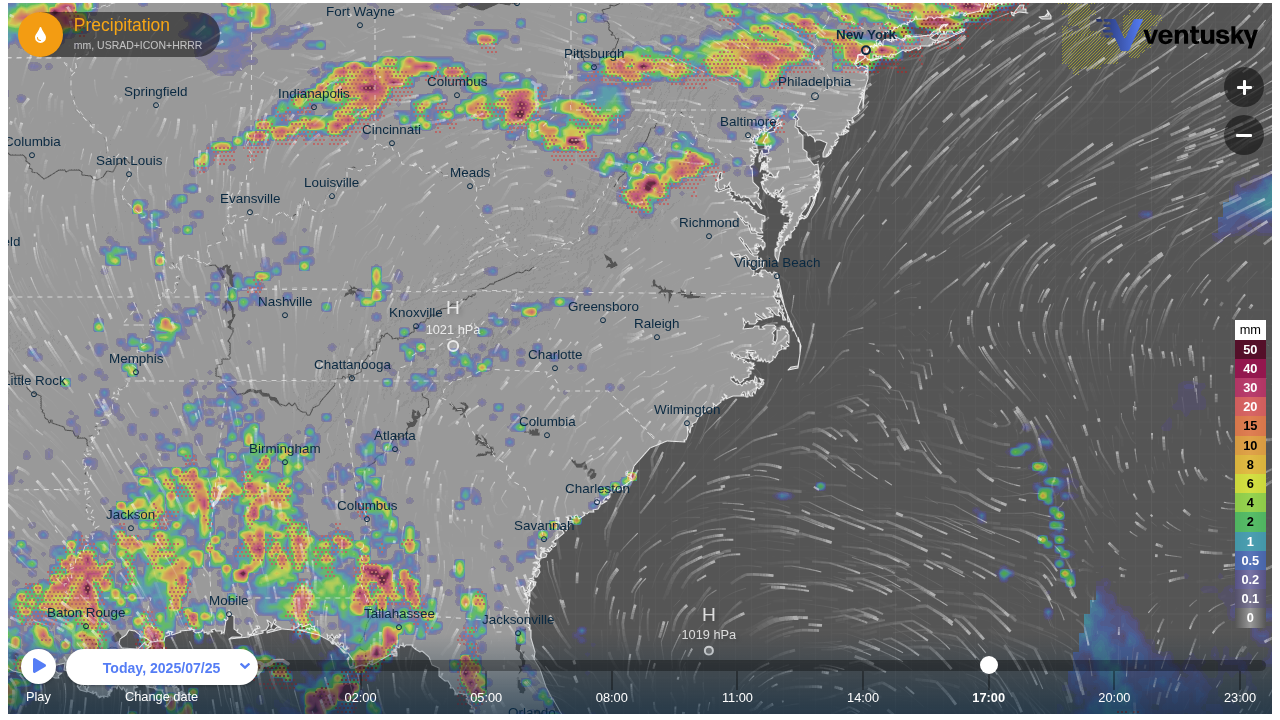 Fort Wayne
Precipitation
mm, USRAD+ICON+HRRR
New York
ventusky
Pittsburgh
Springfield
Indianapolis
Columbus
Philadelphia
+
Baltimore
Cincinnati
−
Columbia
Saint Louis
Meads
Louisville
Evansville
Richmond
eld
Virginia Beach
Nashville
H
Knoxville
Greensboro
1021 hPa
Raleigh
mm
Memphis
Charlotte
50
Chattanooga
40
Little Rock
30
Wilmington
20
Columbia
15
Atlanta
Birmingham
10
8
Charleston
6
Columbus
4
Jackson
Savannah
2
1
0.5
0.2
Mobile
0.1
Baton Rouge
Tallahassee
H
0
Jacksonville
1019 hPa
Today, 2025/07/25
Play
Change date
02:00
05:00
08:00
11:00
14:00
17:00
20:00
23:00
Orlando